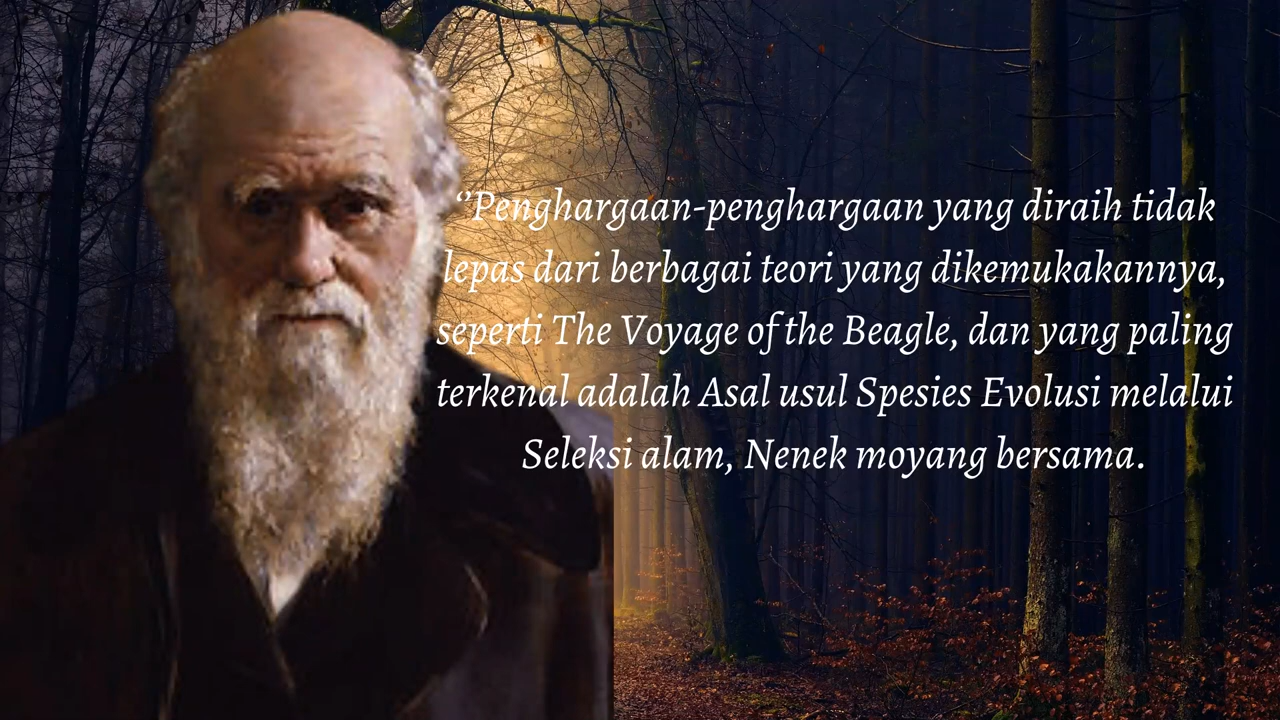 “Penghargaan-penghargaan yang diraih tidak
lepas dari berbagai teori yang dikemukakannya,
seperti The Voyage of the Beagle, dan yang paling
terkenal adalah Asal usul Spesies Evolusi melalui
Seleksi alam, Nenek moyang bersama.